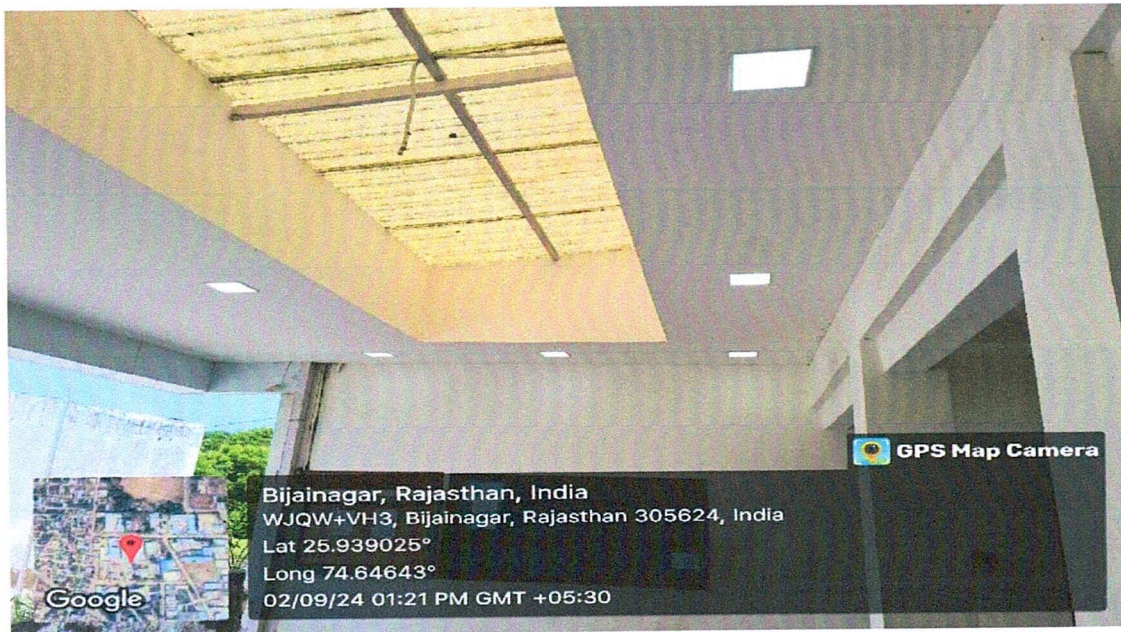 GPS Map Camera
Bijainagar, Rajasthan, India
WJQW+VH3, Bijainagar, Rajasthan 305624, India
Lat 25.939025°
Long 74.64643°
02/09/24 01:21 PM GMT +05:30
Google